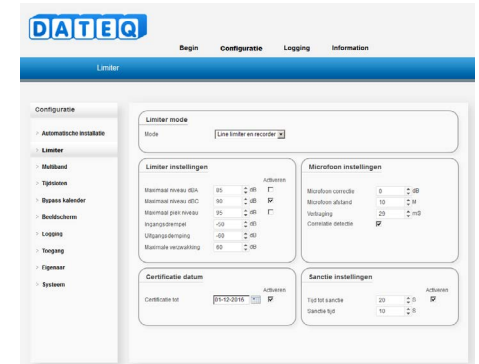 DATEQ
Begin Configuratie Logging Information
Limiter
Configuratie
Automatische installatie
Limiter
Multiband
Tijdsloten
Bypass kalender
Beeldscherm
Logging
Toegang
Eigenaar
Systeem
Limiter mode
Mode Line limiter en recorder
Limiter instellingen
Activeren
Maximaal niveau dBA 85 dB
Maximaal niveau dBC 99 dB
Maximaal piek niveau 95 dB
Ingangsdrempel -50 dB
Uitgangsdemping -60 dB
Maximale verzwakking 60 dB
Microfoon instellingen
Microfoon correctie 0 dB
Microfoon afstand 10 M
Vertraging 29 mS
Correlatie detectie
Certificatie datum
Activeren
Certificatie tot 01-12-2016
Sanctie instellingen
Activeren
Tijd tot sanctie 20 S
Sanctie tijd 10 S